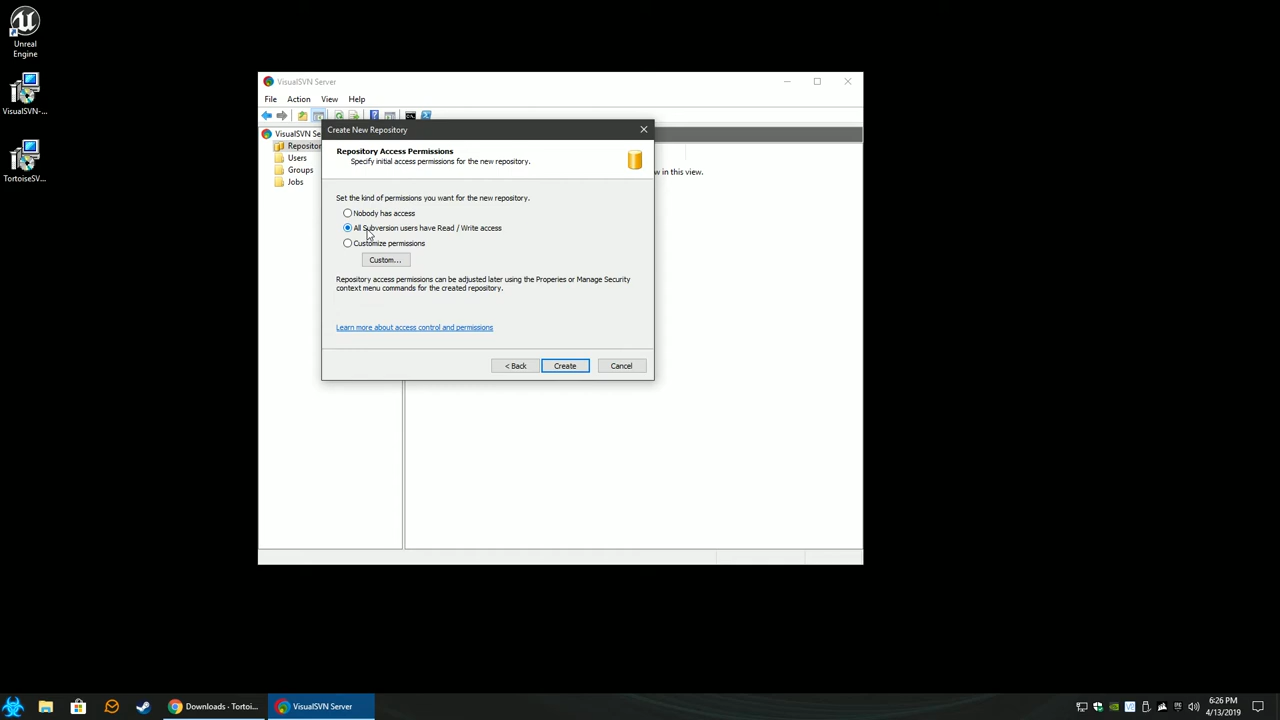 Unreal
Engine
VisualSVN-...
TortoiseSV...
VisualSVN Server
File Action View Help
VisualSVN Se
Repositor
Users
Groups
Jobs
w in this view.
Create New Repository
Repository Access Permissions
Specify initial access permissions for the new repository.
Set the kind of permissions you want for the new repository.
Nobody has access
All Subversion users have Read / Write access
Customize permissions
Custom...
Repository access permissions can be adjusted later using the Properies or Manage Security
context menu commands for the created repository.
Learn more about access control and permissions
< Back Create Cancel
Downloads - Tortoi...
VisualSVN Server
6:26 PM
4/13/2019